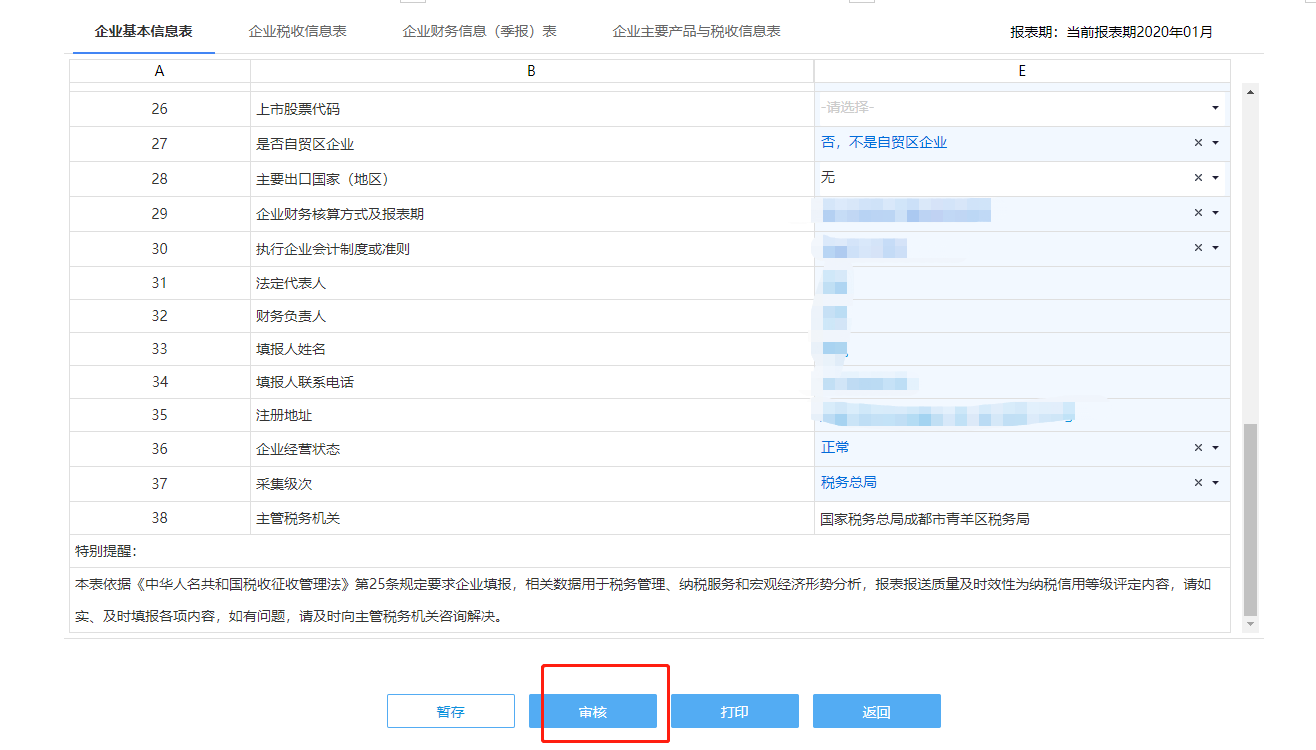 企业基本信息表 企业税收信息表 企业财务信息（季报）表 企业主要产品与税收信息表 报表期：当前报表期2020年01月
A B E
26 上市股票代码 -请选择-
27 是否自贸区企业 否，不是自贸区企业
28 主要出口国家（地区） 无
29 企业财务核算方式及报表期
30 执行企业会计制度或准则
31 法定代表人
32 财务负责人
33 填报人姓名
34 填报人联系电话
35 注册地址
36 企业经营状态 正常
37 采集级次 税务总局
38 主管税务机关 国家税务总局成都市青羊区税务局
特别提醒：
本表依据《中华人名共和国税收征收管理法》第25条规定要求企业填报，相关数据用于税务管理、纳税服务和宏观经济形势分析，报表报送质量及时效性为纳税信用等级评定内容，请如
实、及时填报各项内容，如有问题，请及时向主管税务机关咨询解决。
暂存 审核 打印 返回